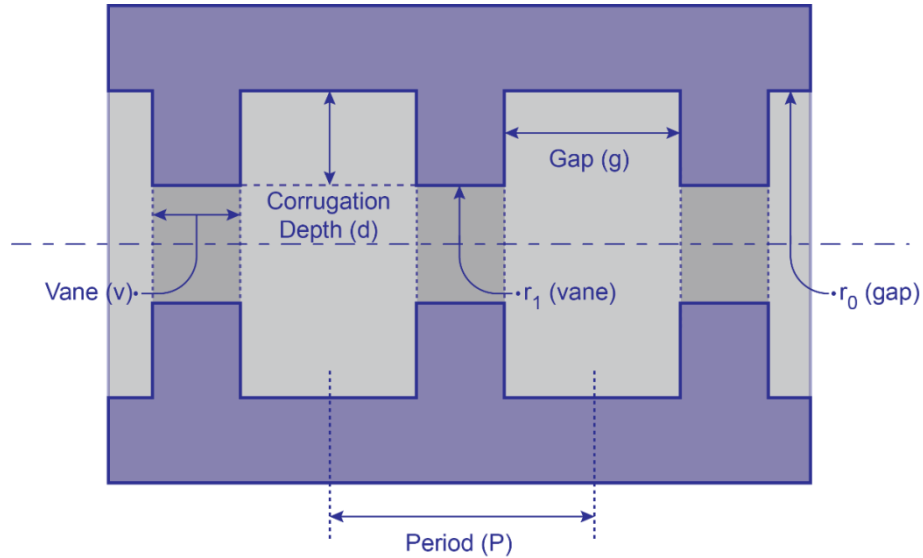 Gap (g)
Corrugation
Depth (d)
Vane (v)
r₁ (vane)
r₀ (gap)
Period (P)